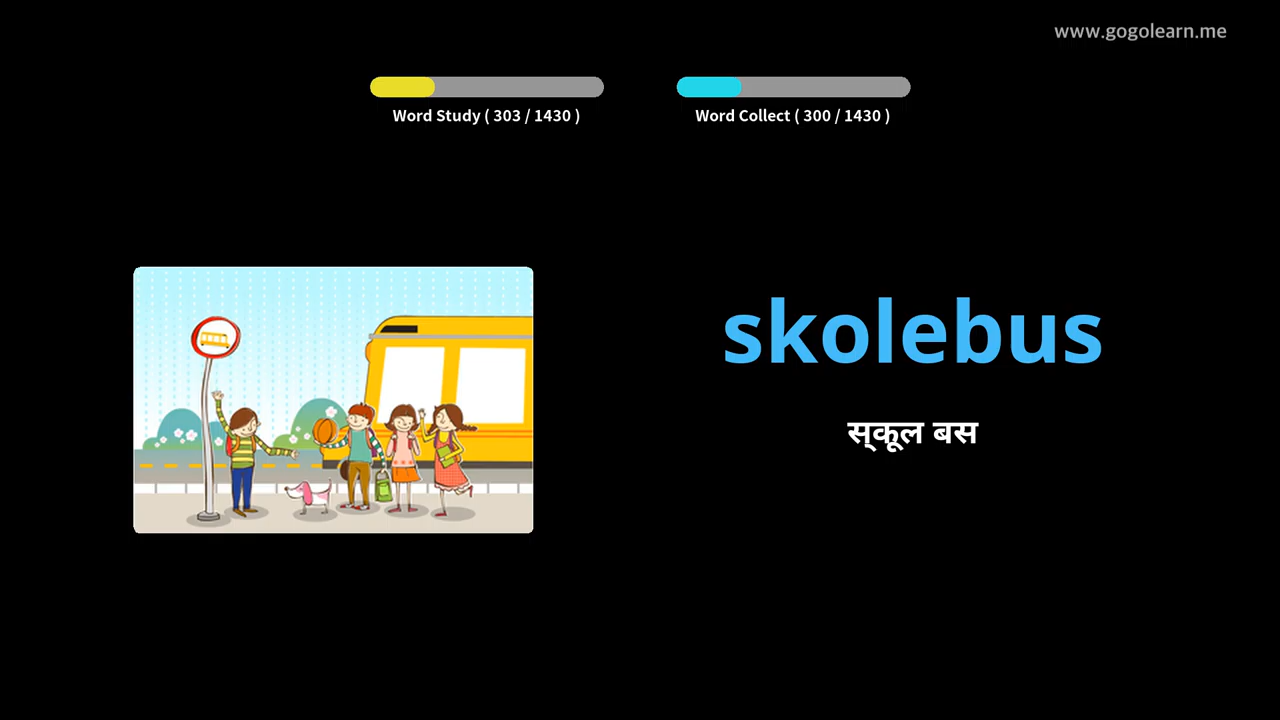 www.gogolearn.me
Word Study ( 303 / 1430 )
Word Collect ( 300 / 1430 )
skolebus
स्कूल बस